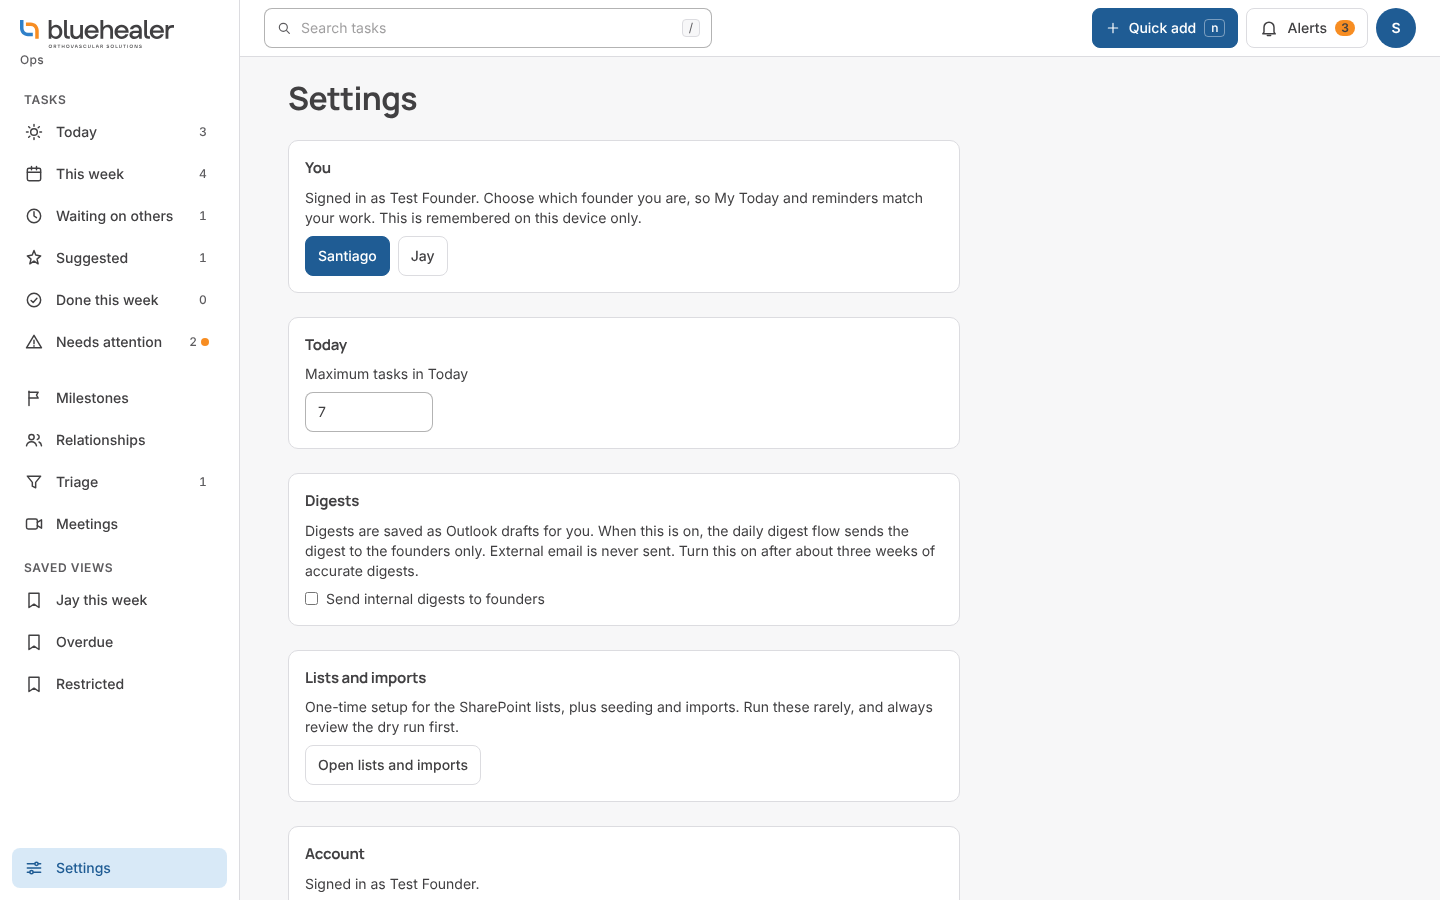 bluehealer
ORTHOVASCULAR SOLUTIONS
Ops
TASKS
Today 3
This week 4
Waiting on others 1
Suggested 1
Done this week 0
Needs attention 2
Milestones
Relationships
Triage 1
Meetings
SAVED VIEWS
Jay this week
Overdue
Restricted
Settings
Search tasks /
Quick add n
Alerts 3
S
Settings
You
Signed in as Test Founder. Choose which founder you are, so My Today and reminders match
your work. This is remembered on this device only.
Santiago Jay
Today
Maximum tasks in Today
7
Digests
Digests are saved as Outlook drafts for you. When this is on, the daily digest flow sends the
digest to the founders only. External email is never sent. Turn this on after about three weeks of
accurate digests.
Send internal digests to founders
Lists and imports
One-time setup for the SharePoint lists, plus seeding and imports. Run these rarely, and always
review the dry run first.
Open lists and imports
Account
Signed in as Test Founder.